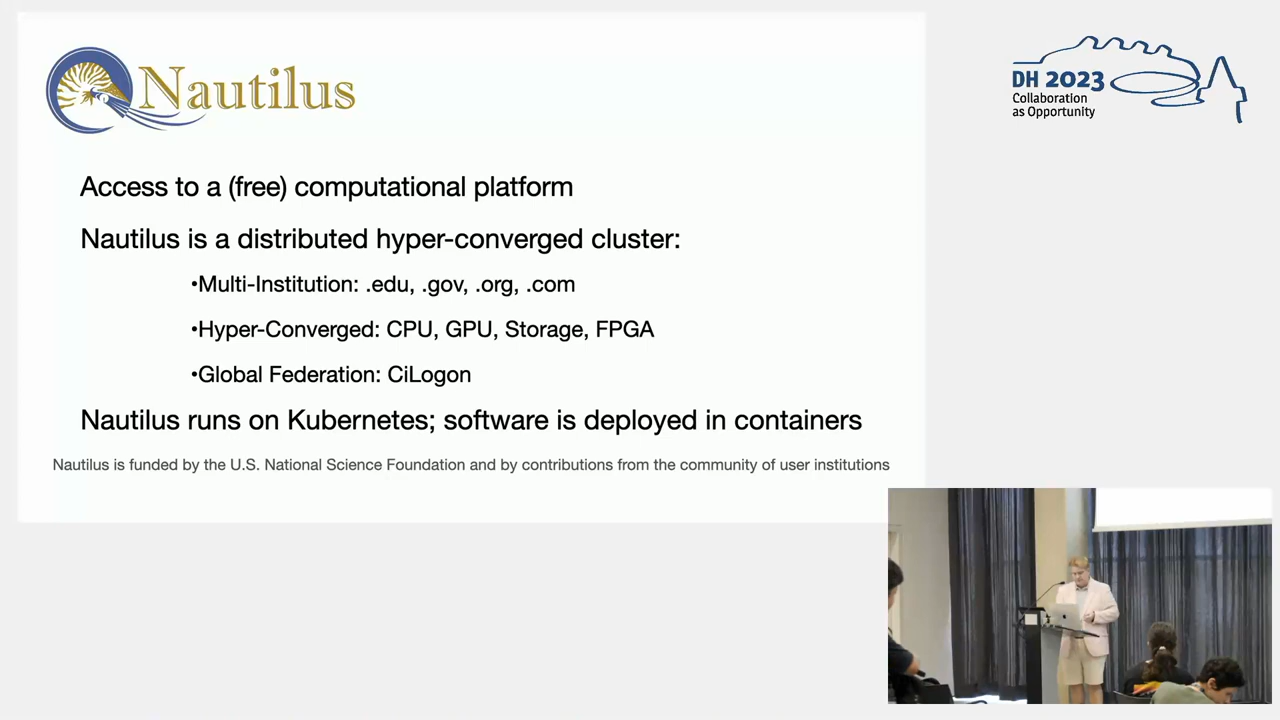 Nautilus
DH 2023
Collaboration
as Opportunity
Access to a (free) computational platform
Nautilus is a distributed hyper-converged cluster:
•Multi-Institution: .edu, .gov, .org, .com
•Hyper-Converged: CPU, GPU, Storage, FPGA
•Global Federation: CiLogon
Nautilus runs on Kubernetes; software is deployed in containers
Nautilus is funded by the U.S. National Science Foundation and by contributions from the community of user institutions